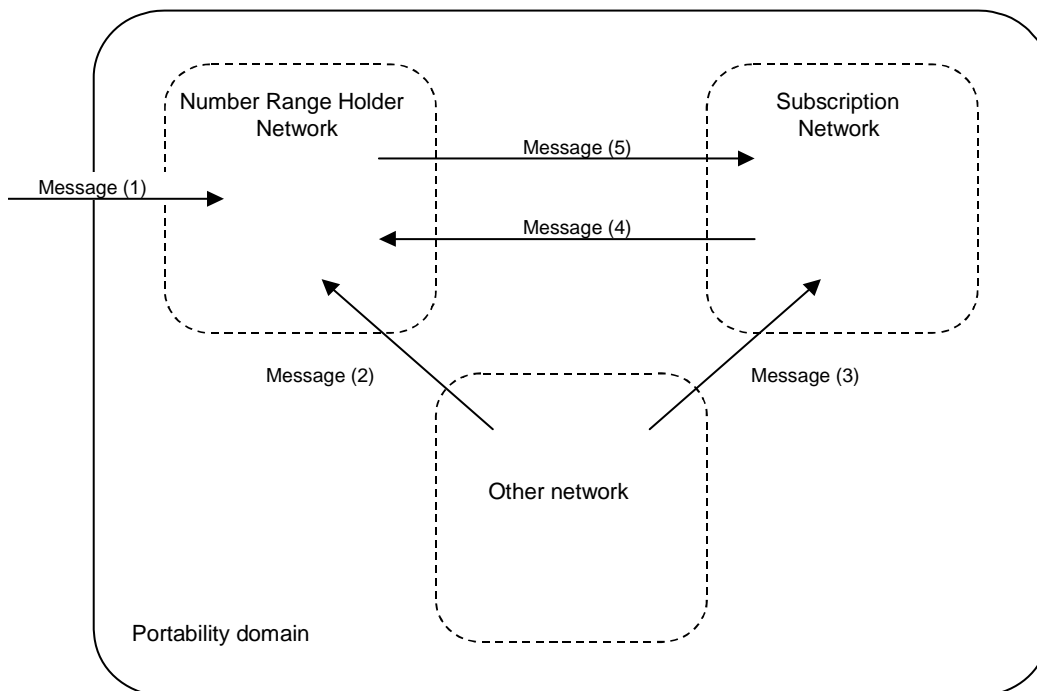 Number Range Holder
Network
Subscription
Network
Message (5)
Message (1)
Message (4)
Message (2)
Message (3)
Other network
Portability domain